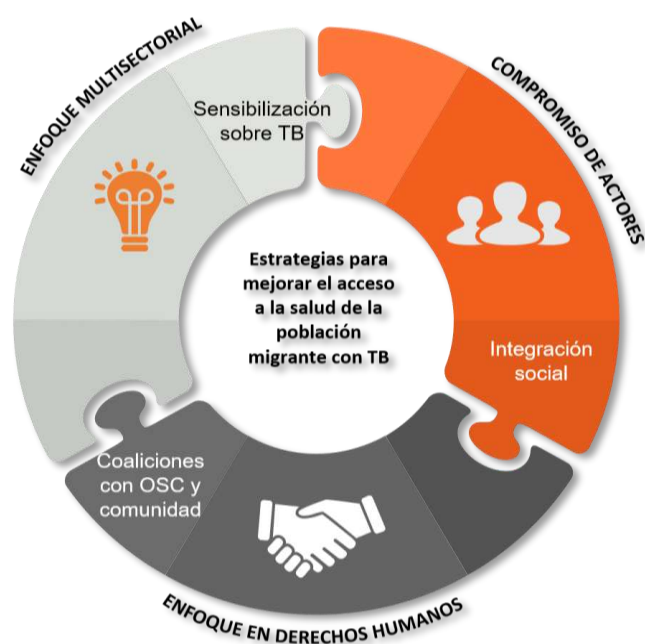 ENFOQUE MULTISECTORIAL
COMPROMISO DE ACTORES
Sensibilización
sobre TB
Estrategias para
mejorar el acceso
a la salud de la
población
migrante con TB
Integración
social
Coaliciones
con OSC y
comunidad
ENFOQUE EN DERECHOS HUMANOS